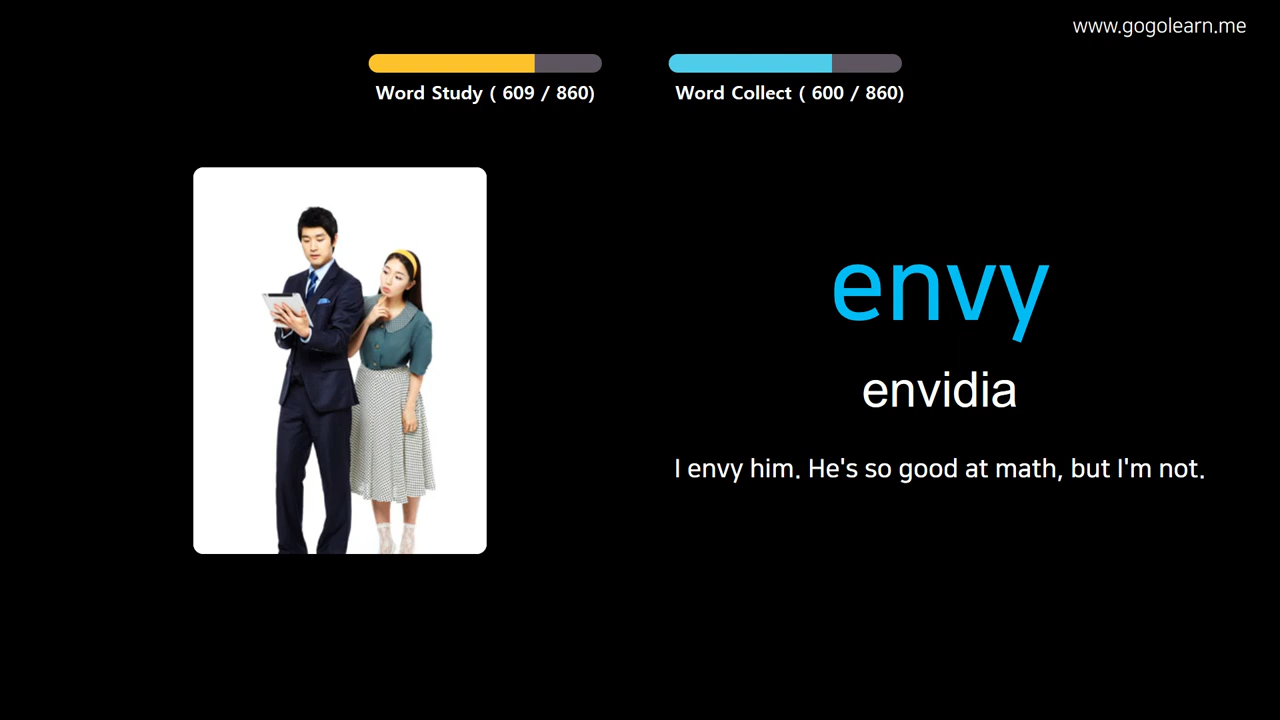 www.gogolearn.me
Word Study ( 609 / 860)
Word Collect ( 600 / 860)
envy
envidia
I envy him. He's so good at math, but I'm not.